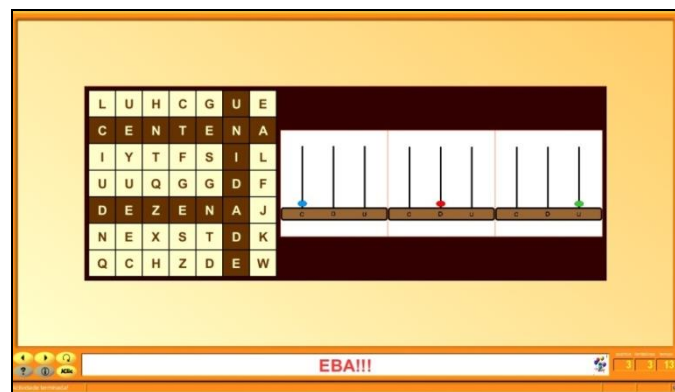 L U H C G U E
C E N T E N A
I Y T F S I L
U U Q G G D F
D E Z E N A J
N E X S T D K
Q C H Z D E W
C D U C D U C D U
EBA!!!
3 3 13